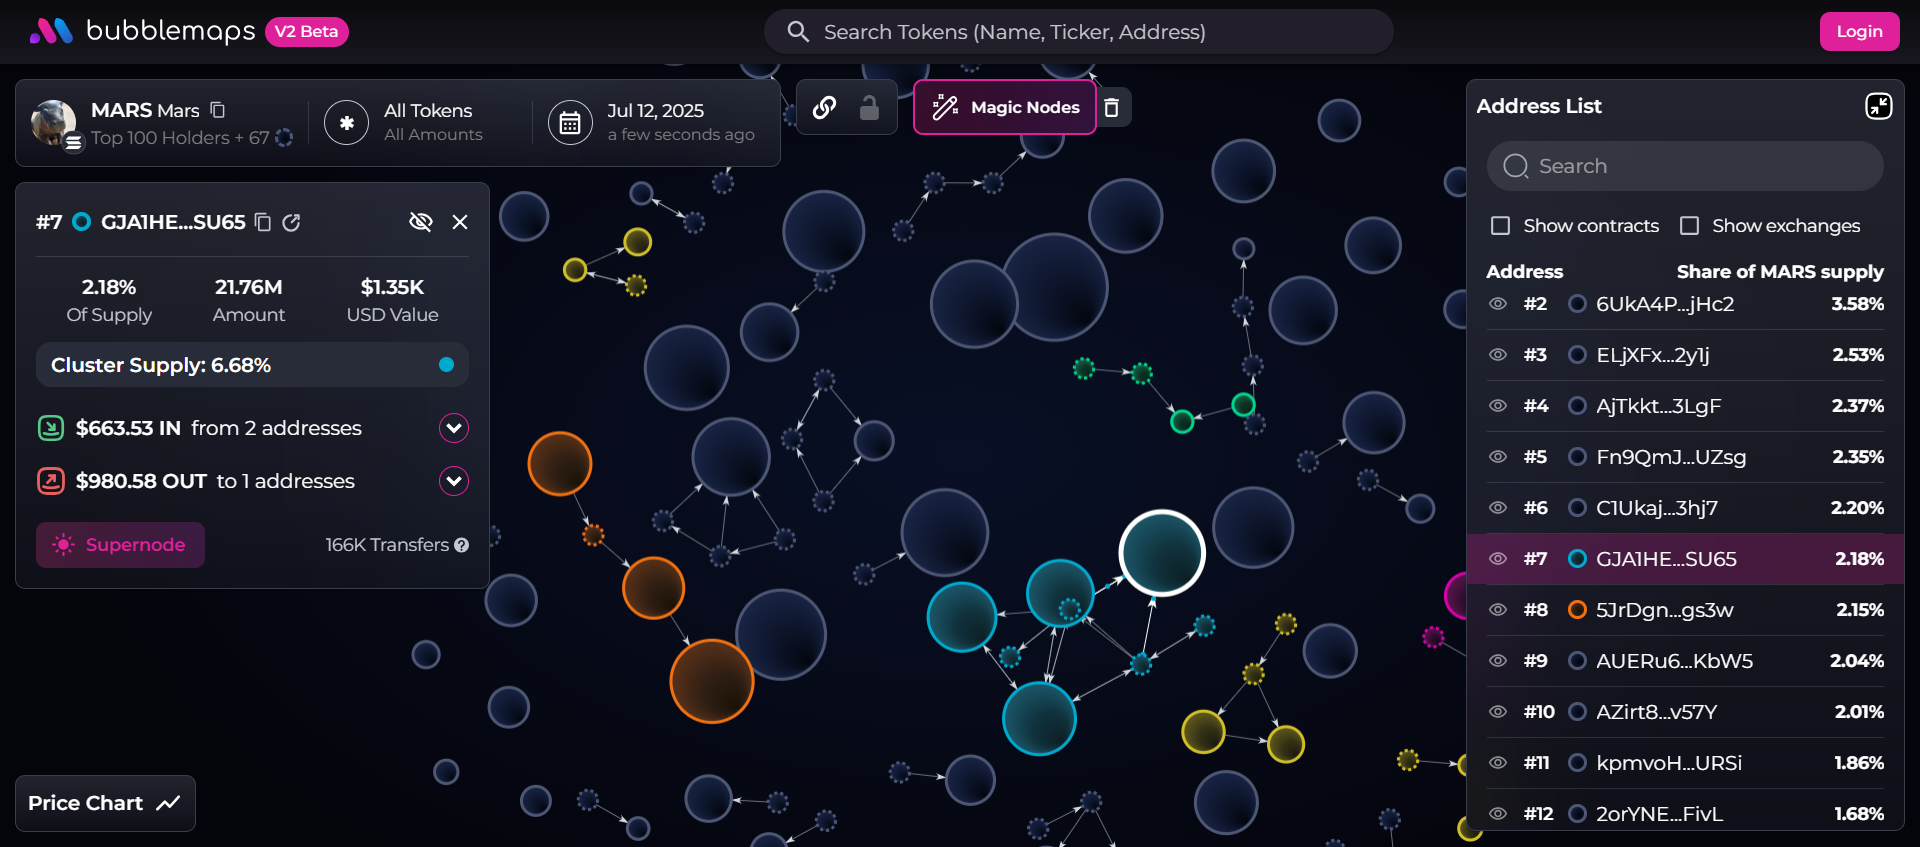 bubblemaps V2 Beta
Search Tokens (Name, Ticker, Address)
Login
MARS Mars
Top 100 Holders + 67
All Tokens
All Amounts
Jul 12, 2025
a few seconds ago
Magic Nodes
#7 GJA1HE...SU65
2.18% 21.76M $1.35K
Of Supply Amount USD Value
Cluster Supply: 6.68%
$663.53 IN from 2 addresses
$980.58 OUT to 1 addresses
Supernode 166K Transfers ?
Price Chart
Address List
Search
Show contracts Show exchanges
Address Share of MARS supply
#2 6UkA4P...jHc2 3.58%
#3 ELjXFx...2y1j 2.53%
#4 AjTkkt...3LgF 2.37%
#5 Fn9QmJ...UZsg 2.35%
#6 C1Ukaj...3hj7 2.20%
#7 GJA1HE...SU65 2.18%
#8 5JrDgn...gs3w 2.15%
#9 AUERu6...KbW5 2.04%
#10 AZirt8...v57Y 2.01%
#11 kpmvoH...URSi 1.86%
#12 2orYNE...FivL 1.68%